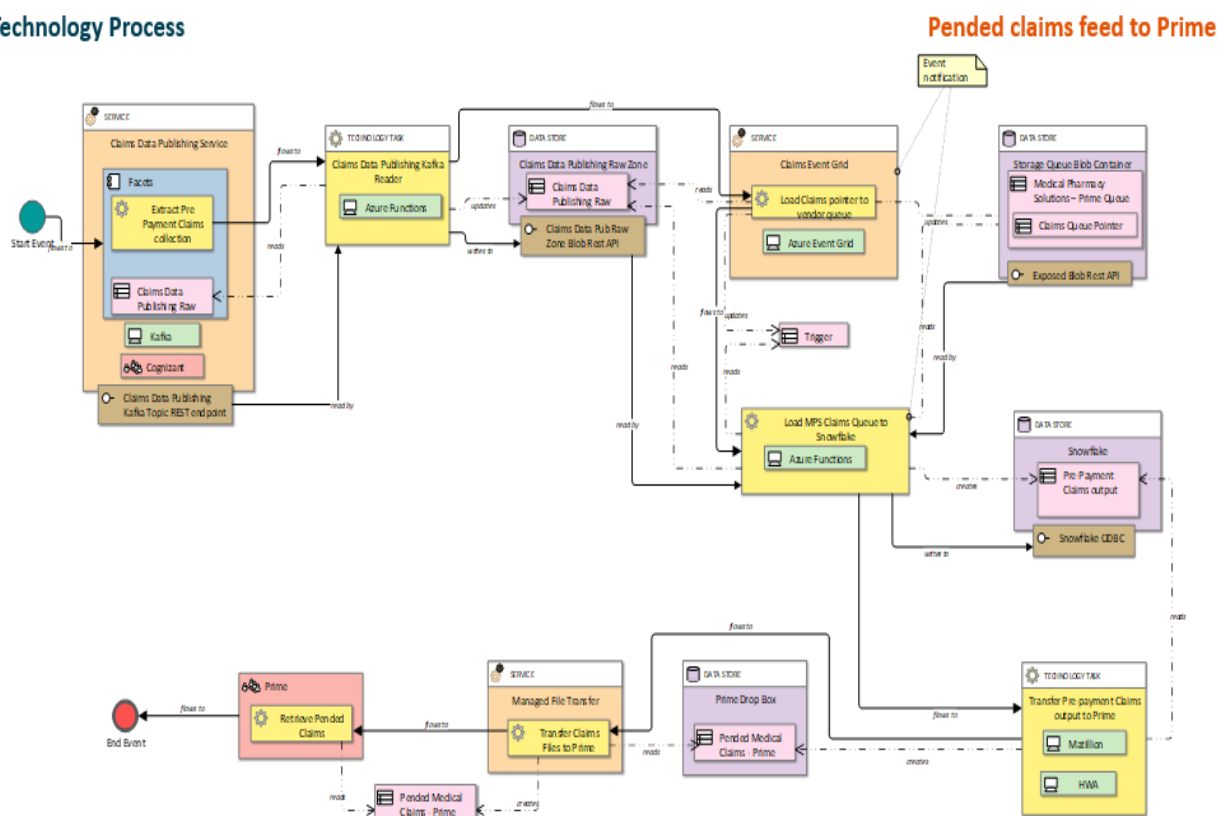 Technology Process
Pended claims feed to Prime
Event
notification
SERVICE
Claims Data Publishing Service
Facets
Extract Pre
Payment Claims
collection
Claims Data
Publishing Raw
Kafka
Cognizant
Claims Data Publishing
Kafka Topic REST endpoint
Start Event
flows to
flows to
reads
read by
TECHNOLOGY TASK
Claims Data Publishing Kafka
Reader
Azure Functions
flows to
updates
writes to
DATA STORE
Claims Data Publishing Raw Zone
Claims Data
Publishing Raw
Claims Data Pub Raw
Zone Blob Rest API
reads
read by
reads
SERVICE
Claims Event Grid
Load Claims pointer to
vendor queue
Azure Event Grid
flows to
updates
Trigger
reads
updates
reads
read by
DATA STORE
Storage Queue Blob Container
Medical Pharmacy
Solutions – Prime Queue
Claims Queue Pointer
Exposed Blob Rest API
Load MPS Claims Queue to
Snowflake
Azure Functions
creates
writes to
DATA STORE
Snowflake
Pre-Payment
Claims output
Snowflake ODBC
reads
flows to
flows to
TECHNOLOGY TASK
Transfer Pre payment Claims
output to Prime
Matillion
HWA
creates
DATA STORE
Prime Drop Box
Pended Medical
Claims - Prime
reads
SERVICE
Managed File Transfer
Transfer Claims
Files to Prime
flows to
creates
Prime
Retrieve Pended
Claims
reads
Pended Medical
Claims - Prime
flows to
End Event